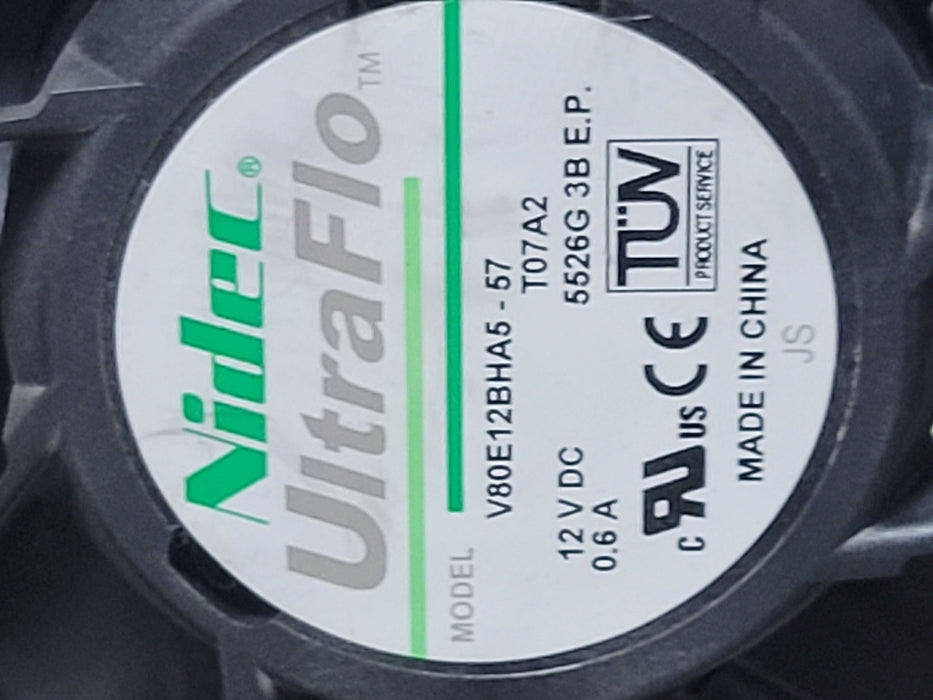 Nidec®
UltraFlo™
MODEL
V80E12BHA5 - 57
T07A2
12 V DC
5526G 3B E.P.
0.6 A
TÜV
PRODUCT SERVICE
C RU US CE
MADE IN CHINA
JS